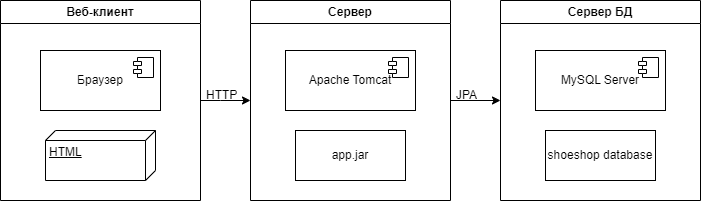 Веб-клиент
Сервер
Сервер БД
Браузер
Apache Tomcat
MySQL Server
HTTP
JPA
HTML
app.jar
shoeshop database